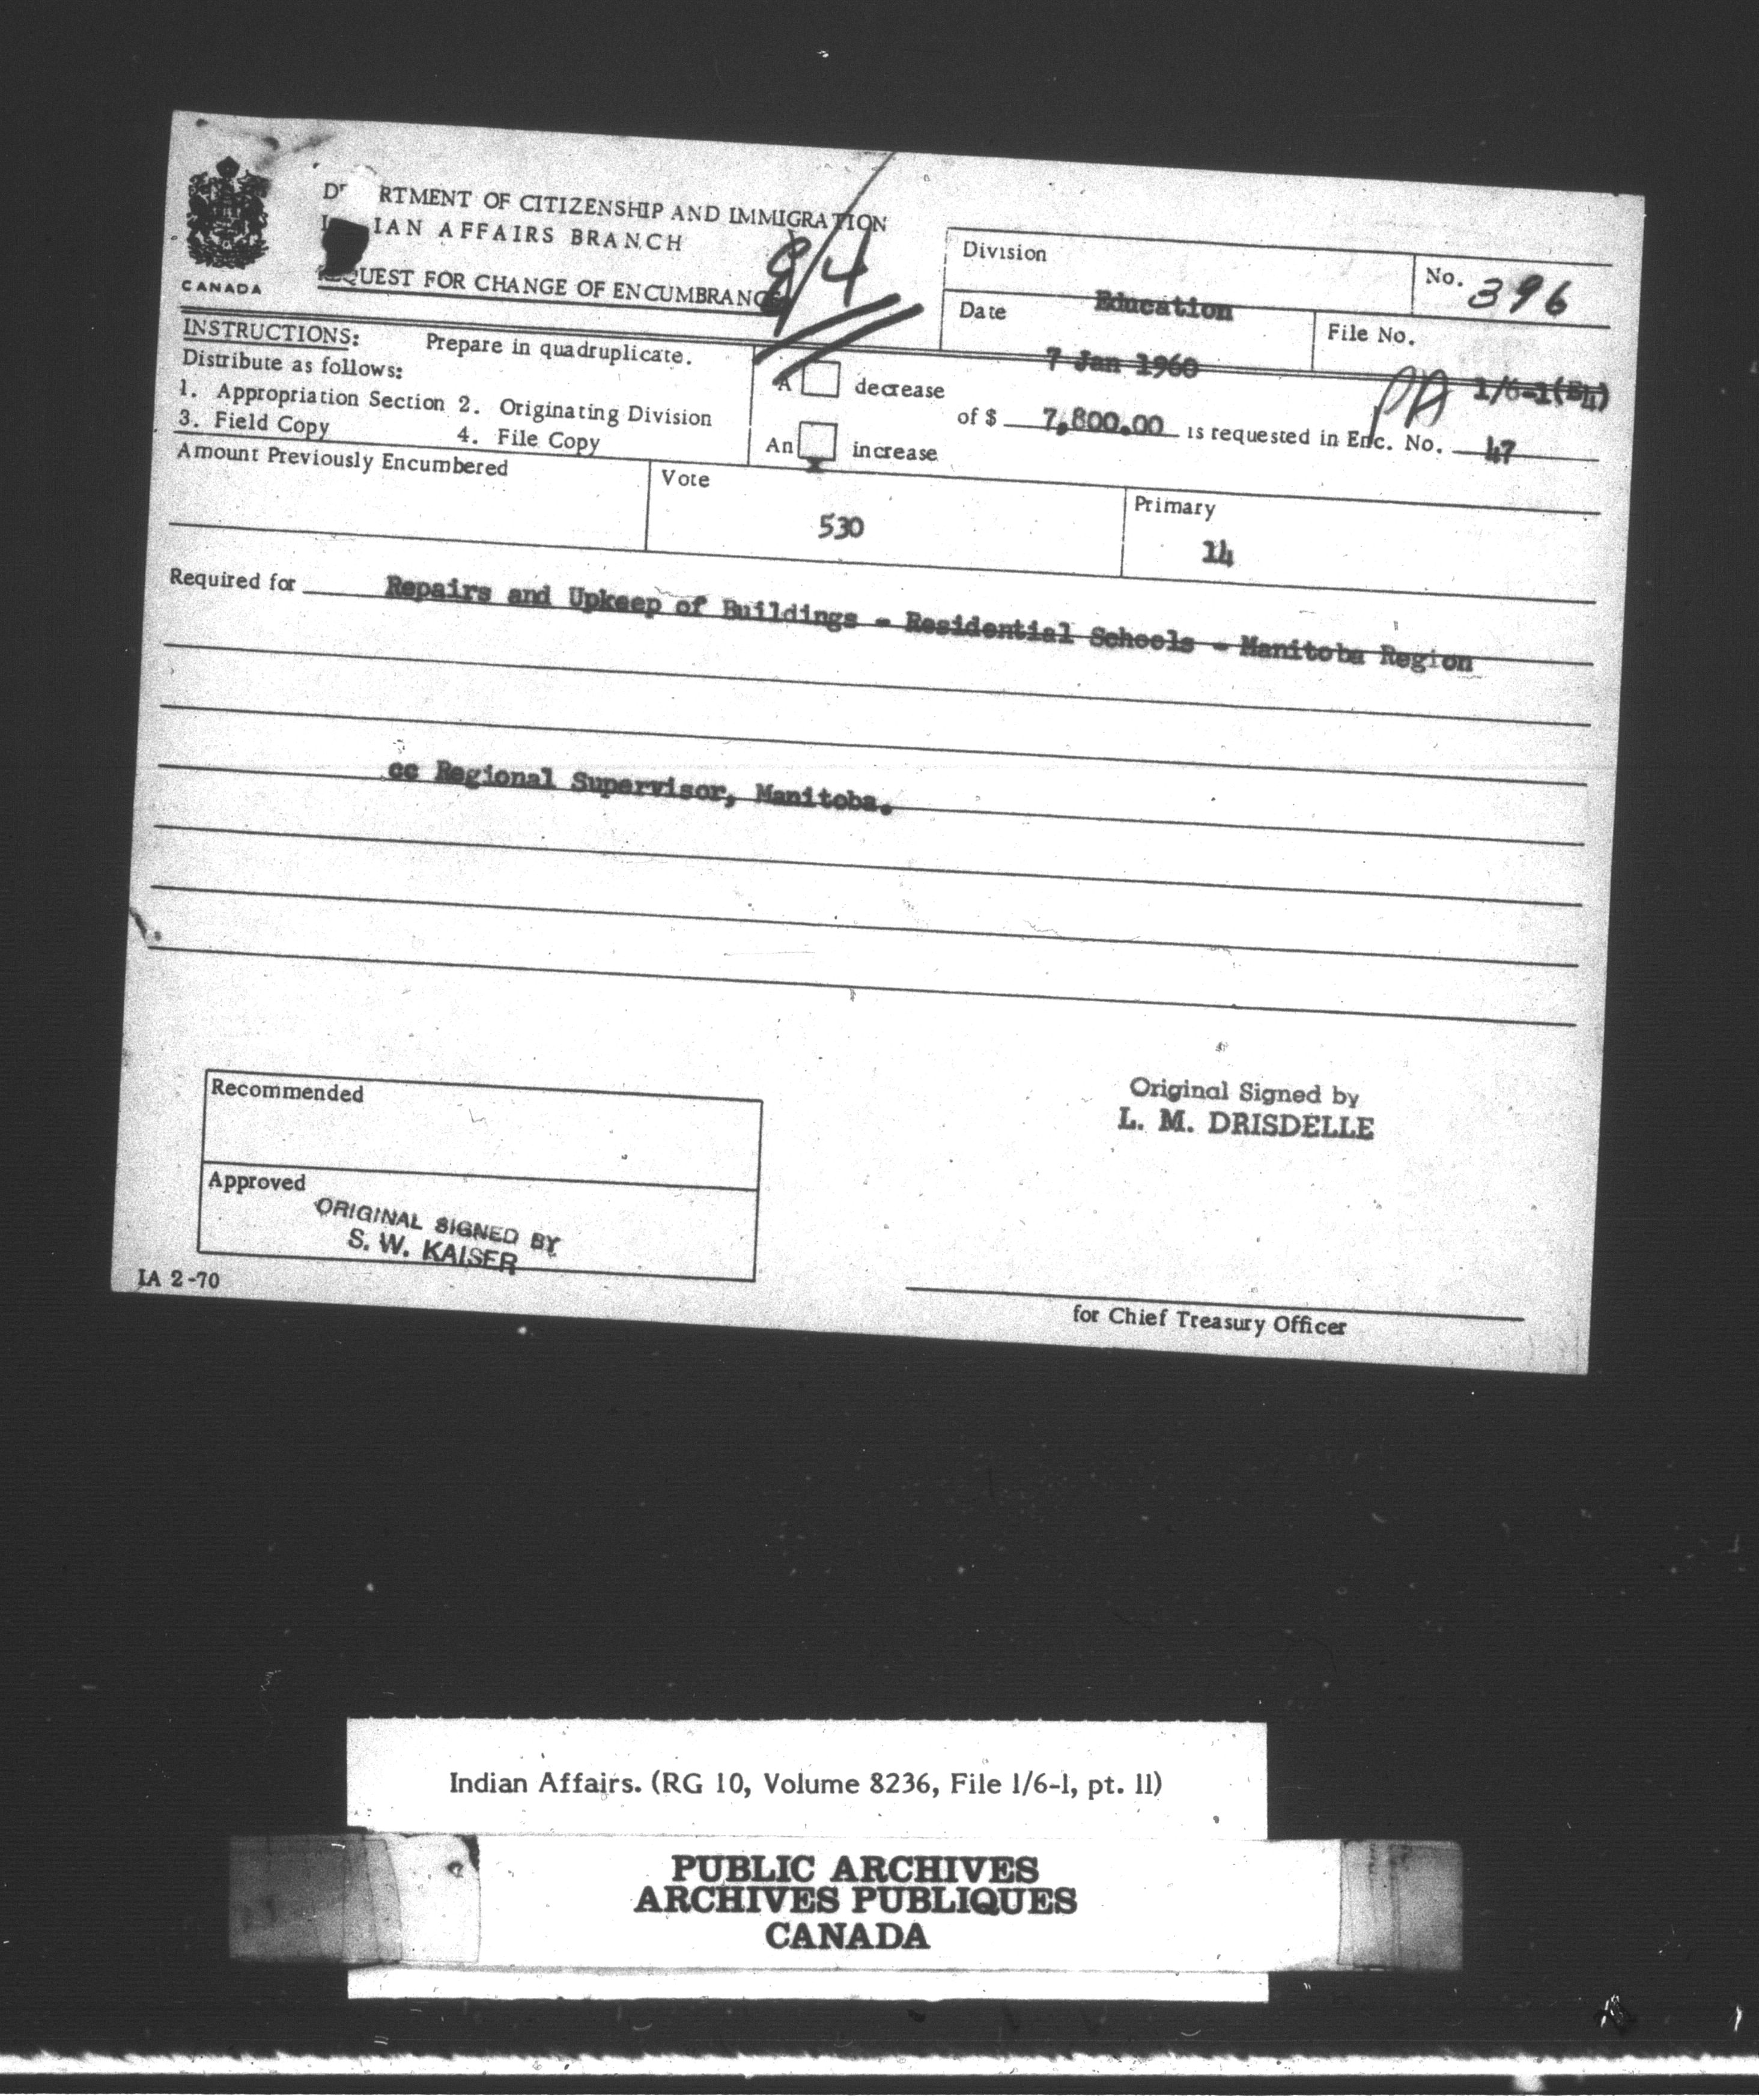 CANADA
D RTMENT OF CITIZENSHIP AND IMMIGRATION
I IAN AFFAIRS BRANCH
QUEST FOR CHANGE OF ENCUMBRANCE
8/4
Division
Education
No. 396
Date
7 Jan 1960
File No.
PA 1/6-1(E4)
INSTRUCTIONS: Prepare in quadruplicate.
Distribute as follows:
1. Appropriation Section 2. Originating Division
3. Field Copy 4. File Copy
A decrease
of $ 7,800.00 is requested in Enc. No. 47
An increase
X
Amount Previously Encumbered
Vote
530
Primary
14
Required for Repairs and Upkeep of Buildings - Residential Schools - Manitoba Region
cc Regional Supervisor, Manitoba.
Recommended
Approved
ORIGINAL SIGNED BY
S. W. KAISER
Original Signed by
L. M. DRISDELLE
for Chief Treasury Officer
IA 2-70
Indian Affairs. (RG 10, Volume 8236, File 1/6-1, pt. 11)
PUBLIC ARCHIVES
ARCHIVES PUBLIQUES
CANADA